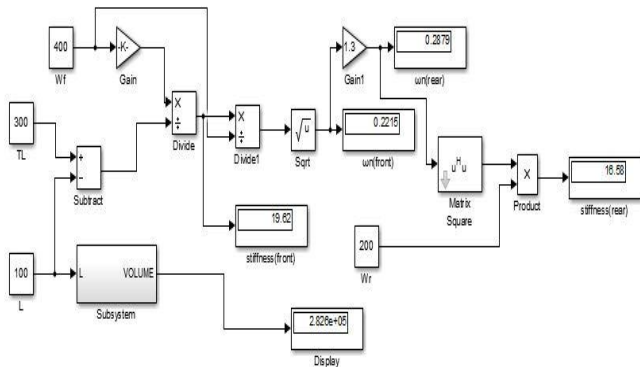 400
Wf
-K-
Gain
1.3
Gain1
0.2879
ωn(rear)
300
TL
+
−
Subtract
×
÷
Divide
×
÷
Divide1
√u
Sqrt
0.2215
ωn(front)
u^H u
Matrix
Square
×
Product
16.58
stiffness(rear)
19.62
stiffness(front)
200
Wr
100
L
L VOLUME
Subsystem
2.826e+05
Display